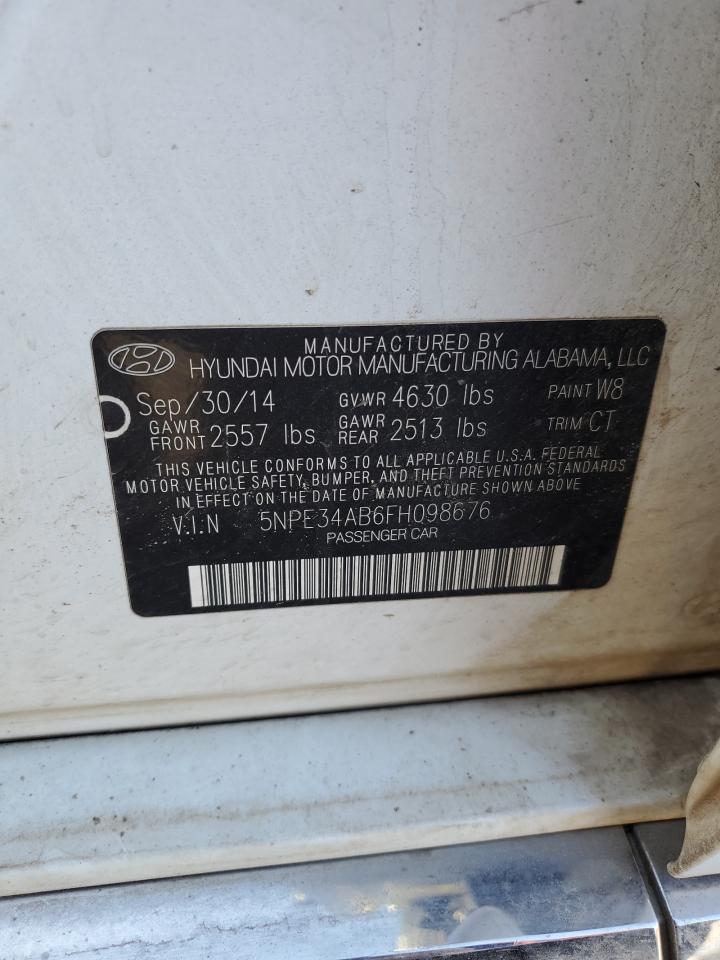 MANUFACTURED BY
HYUNDAI MOTOR MANUFACTURING ALABAMA, LLC
Sep/30/14 GVWR 4630 lbs PAINT W8
GAWR FRONT 2557 lbs GAWR REAR 2513 lbs TRIM CT
THIS VEHICLE CONFORMS TO ALL APPLICABLE U.S.A. FEDERAL
MOTOR VEHICLE SAFETY, BUMPER, AND THEFT PREVENTION STANDARDS
IN EFFECT ON THE DATE OF MANUFACTURE SHOWN ABOVE.
V.I.N 5NPE34AB6FH098676
PASSENGER CAR